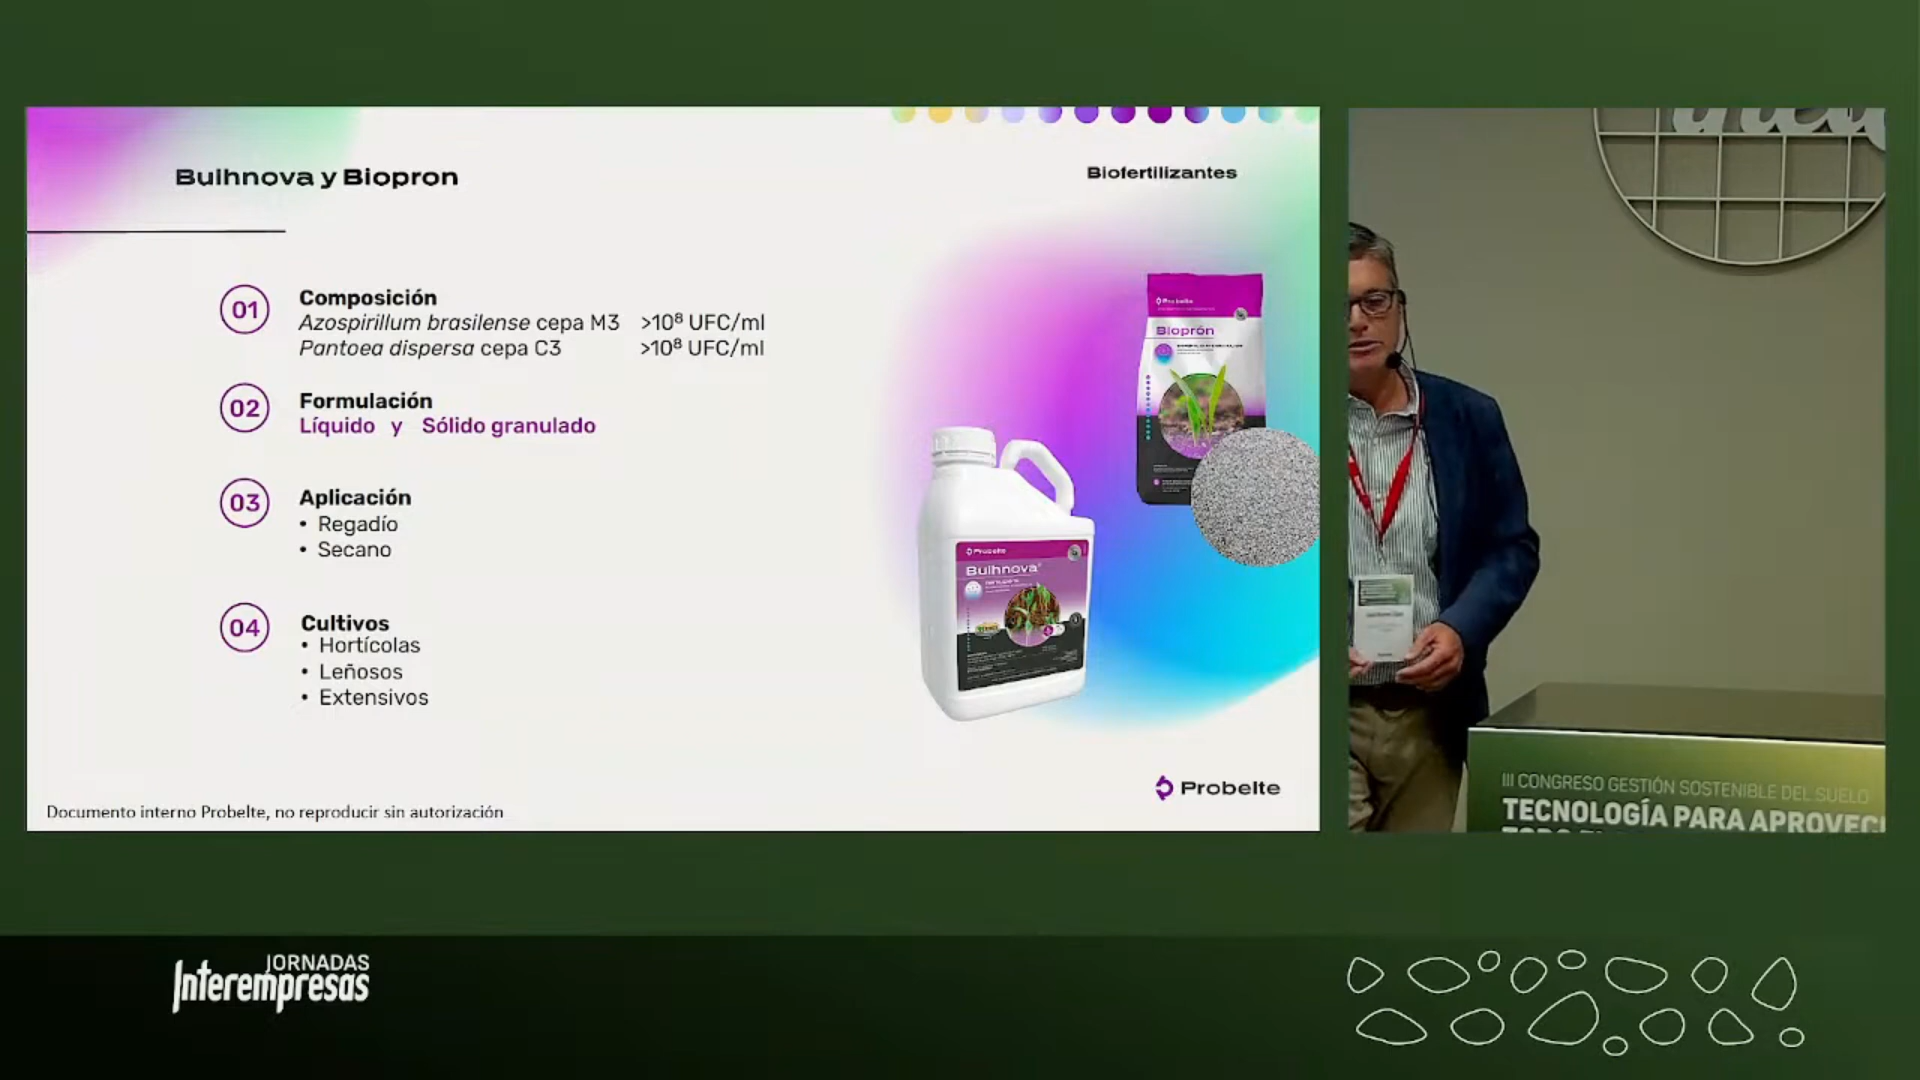 Bulhnova y Biopron
Biofertilizantes
01
Composición
Azospirillum brasilense cepa M3 >10⁸ UFC/ml
Pantoea dispersa cepa C3 >10⁸ UFC/ml
02
Formulación
Líquido y Sólido granulado
03
Aplicación
• Regadío
• Secano
04
Cultivos
• Hortícolas
• Leñosos
• Extensivos
Probelte
Bioprón
Probelte
Bulhnova
Probelte
Documento interno Probelte, no reproducir sin autorización
III CONGRESO GESTIÓN SOSTENIBLE DEL SUELO
TECNOLOGÍA PARA APROVEC
JORNADAS
Interempresas